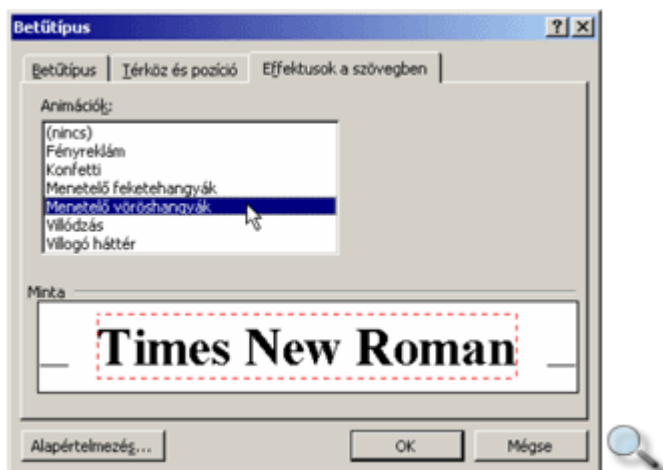 Betűtípus
Betűtípus Térköz és pozíció Effektusok a szövegben
Animációk:
(nincs)
Fényreklám
Konfetti
Menetelő feketehangyák
Menetelő vöröshangyák
Villódzás
Villogó háttér
Minta
Times New Roman
Alapértelmezés... OK Mégse